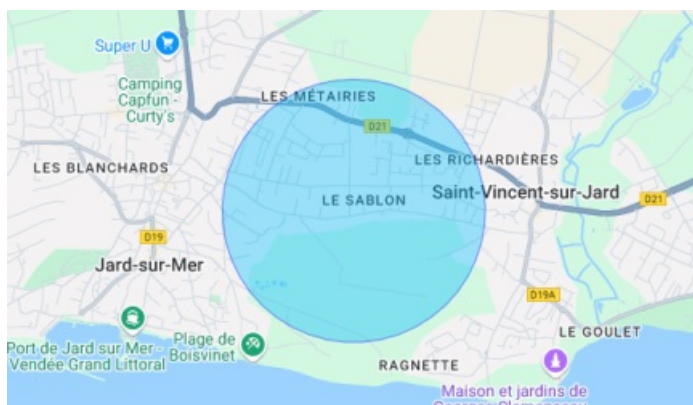 Super U
Camping
Capfun -
Curty's
LES MÉTAIRIES
D21
LES BLANCHARDS
LES RICHARDIÈRES
LE SABLON
Saint-Vincent-sur-Jard
D21
D19
Jard-sur-Mer
D19A
Port de Jard sur Mer -
Vendée Grand Littoral
Plage de
Boisvinet
LE GOULET
RAGNETTE
Maison et jardins de